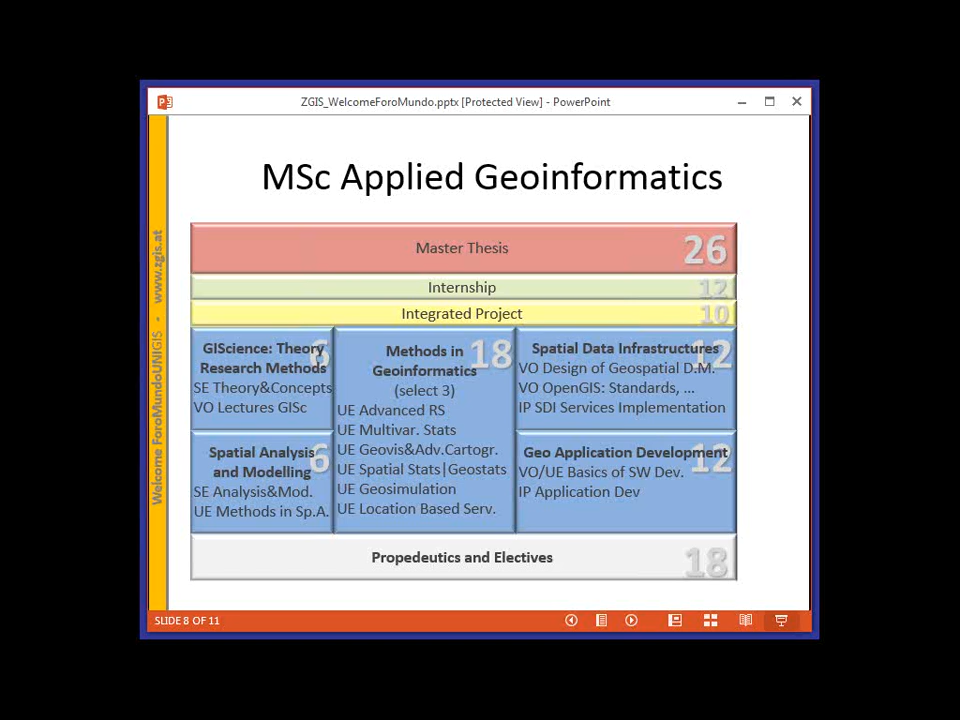 ZGIS_WelcomeForoMundo.pptx [Protected View] - PowerPoint
MSc Applied Geoinformatics
Welcome ForoMundoUNIGIS - www.zgis.at
Master Thesis 26
Internship 12
Integrated Project 10
GIScience: Theory
Research Methods
6
SE Theory&Concepts
VO Lectures GISc
Spatial Analysis
and Modelling
6
SE Analysis&Mod.
UE Methods in Sp.A.
Methods in
Geoinformatics
18
(select 3)
UE Advanced RS
UE Multivar. Stats
UE Geovis&Adv.Cartogr.
UE Spatial Stats|Geostats
UE Geosimulation
UE Location Based Serv.
Spatial Data Infrastructures
12
VO Design of Geospatial D.M.
VO OpenGIS: Standards, ...
IP SDI Services Implementation
Geo Application Development
12
VO/UE Basics of SW Dev.
IP Application Dev
Propedeutics and Electives 18
SLIDE 8 OF 11